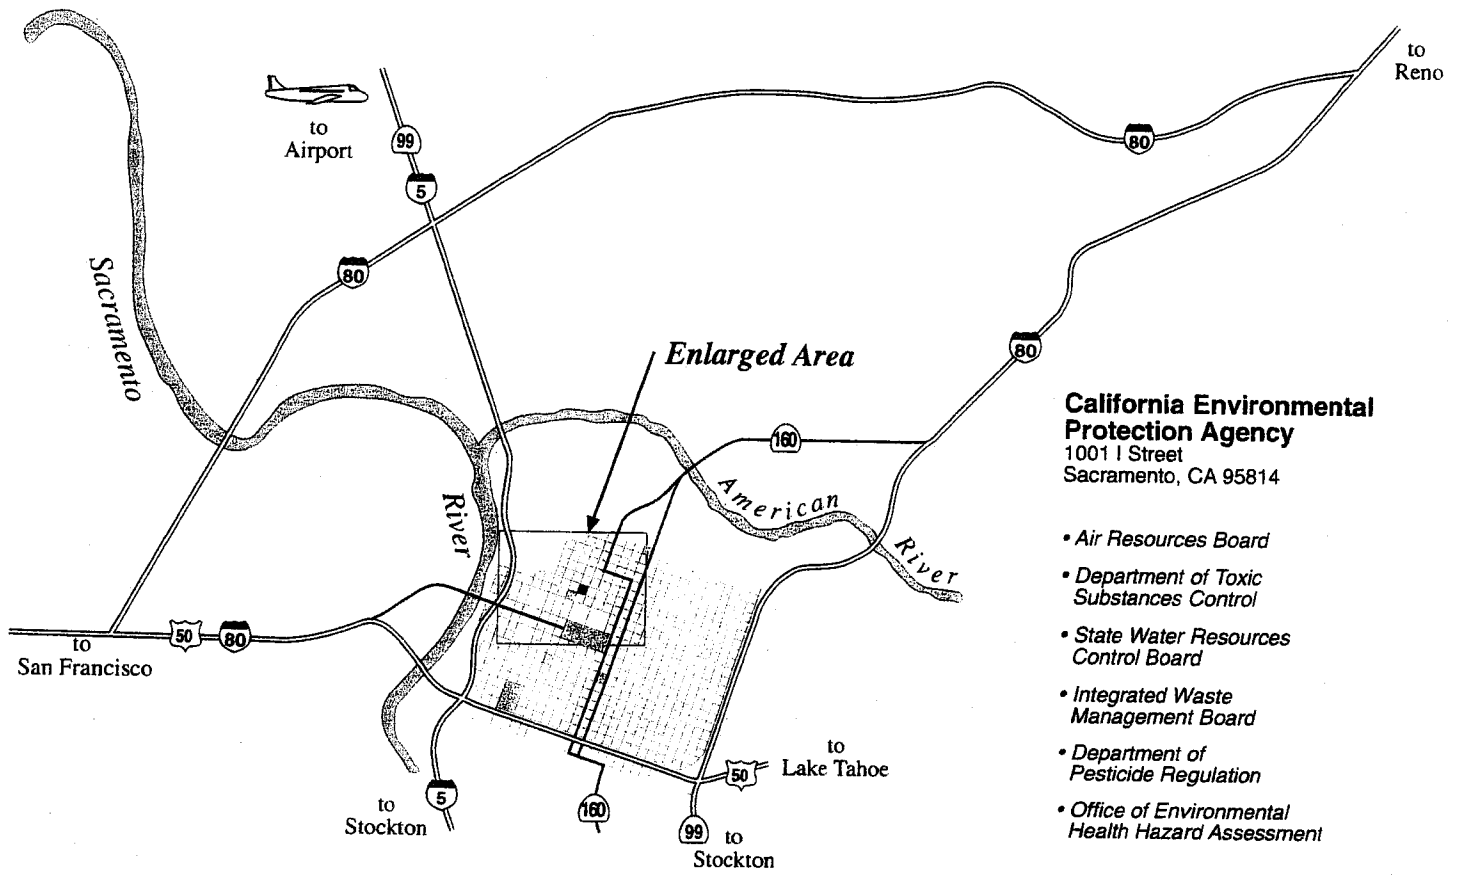 to
Reno
to
Airport
99
5
80
80
80
Sacramento
River
Enlarged Area
160
American
River
50
80
to
San Francisco
to
Stockton
5
160
99
to
Stockton
50
to
Lake Tahoe
California Environmental
Protection Agency
1001 I Street
Sacramento, CA 95814
• Air Resources Board
• Department of Toxic
Substances Control
• State Water Resources
Control Board
• Integrated Waste
Management Board
• Department of
Pesticide Regulation
• Office of Environmental
Health Hazard Assessment